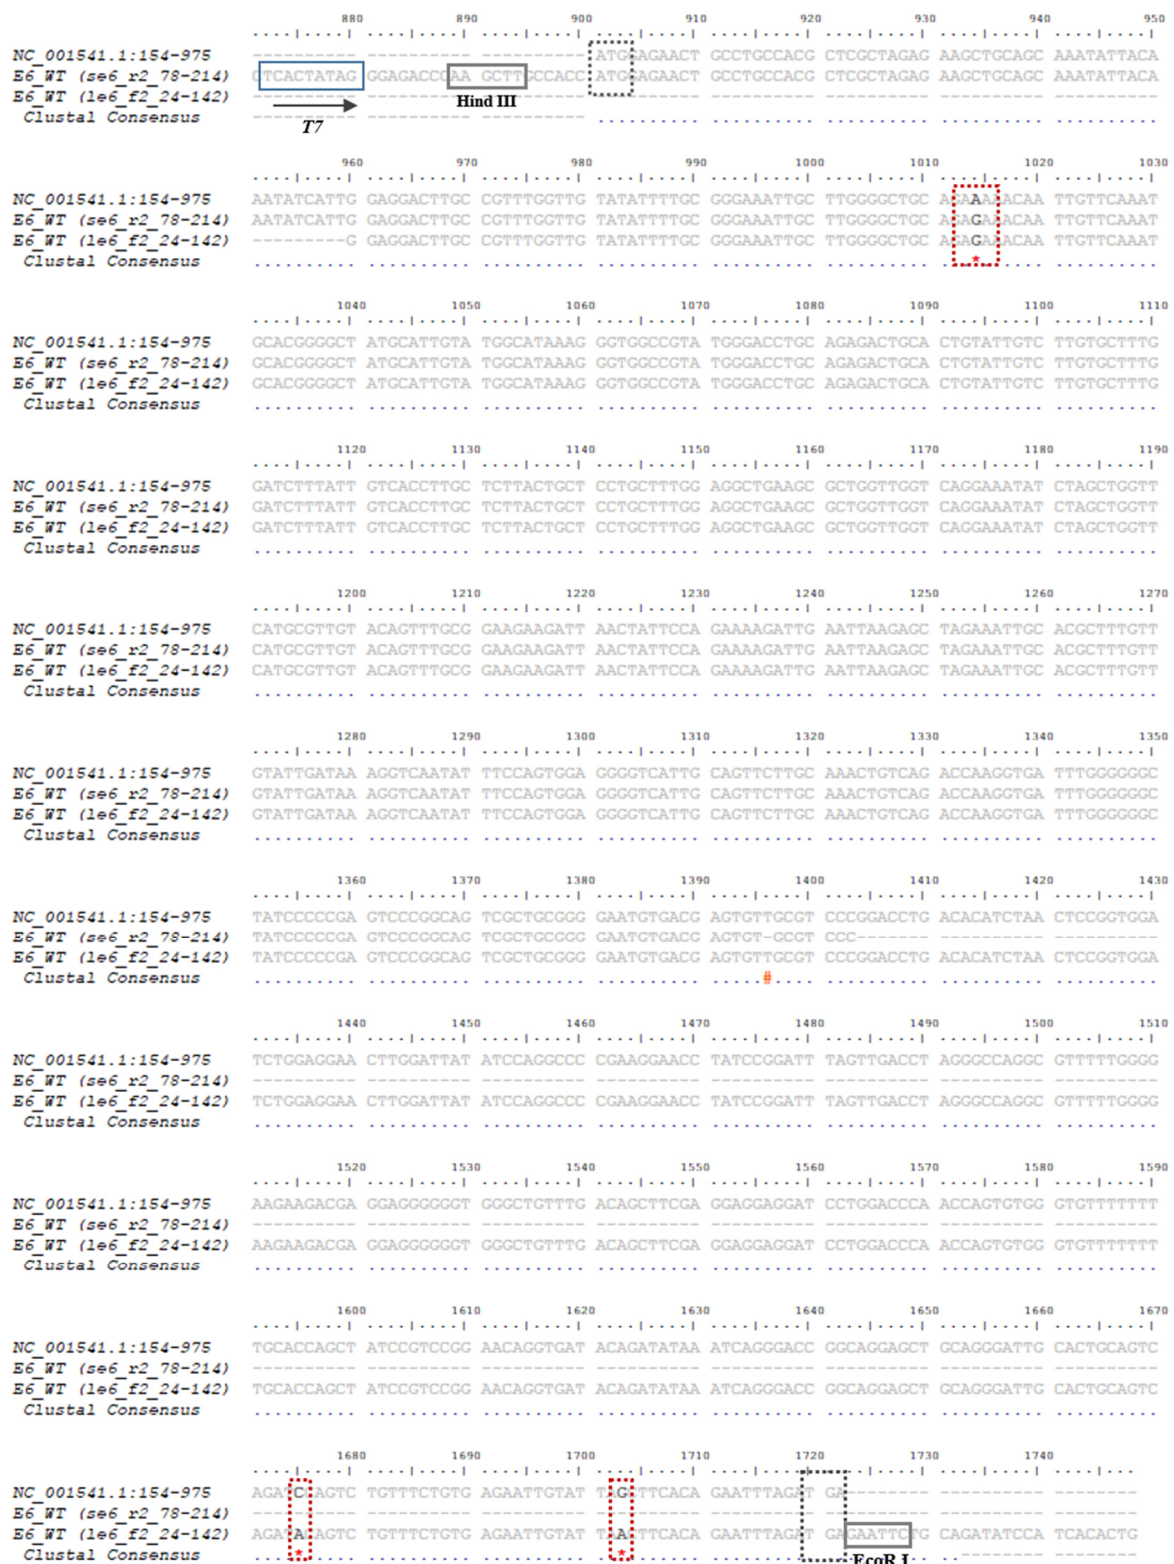 880 890 900 910 920 930 940 950
....|....| ....|....| ....|....| ....|....| ....|....| ....|....| ....|....| ....|....|
NC_001541.1:154-975 ---------- ---------- ---------- ATGGAGAACT GCCTGCCACG CTCGCTAGAG AAGCTGCAGC AAATATTACA
E6_WT (se6_r2_78-214) CTCACTATAG GGAGACCCAA GCTTGCCACC ATGGAGAACT GCCTGCCACG CTCGCTAGAG AAGCTGCAGC AAATATTACA
E6_WT (le6_f2_24-142) ---------- ---------- ---------- ---------- ---------- ---------- ---------- ----------
Clustal Consensus ---------- ---------- ---------- .......... .......... .......... .......... ..........
T7
Hind III
960 970 980 990 1000 1010 1020 1030
....|....| ....|....| ....|....| ....|....| ....|....| ....|....| ....|....| ....|....|
NC_001541.1:154-975 AATATCATTG GAGGACTTGC CGTTTGGTTG TATATTTTGC GGGAAATTGC TTGGGGCTGC AGAAAAACAA TTGTTCAAAT
E6_WT (se6_r2_78-214) AATATCATTG GAGGACTTGC CGTTTGGTTG TATATTTTGC GGGAAATTGC TTGGGGCTGC AGAGAAACAA TTGTTCAAAT
E6_WT (le6_f2_24-142) ---------G GAGGACTTGC CGTTTGGTTG TATATTTTGC GGGAAATTGC TTGGGGCTGC AGAGAAACAA TTGTTCAAAT
Clustal Consensus .......... .......... .......... .......... .......... .......... ...*...... ..........
1040 1050 1060 1070 1080 1090 1100 1110
....|....| ....|....| ....|....| ....|....| ....|....| ....|....| ....|....| ....|....|
NC_001541.1:154-975 GCACGGGGCT ATGCATTGTA TGGCATAAAG GGTGGCCGTA TGGGACCTGC AGAGACTGCA CTGTATTGTC TTGTGCTTTG
E6_WT (se6_r2_78-214) GCACGGGGCT ATGCATTGTA TGGCATAAAG GGTGGCCGTA TGGGACCTGC AGAGACTGCA CTGTATTGTC TTGTGCTTTG
E6_WT (le6_f2_24-142) GCACGGGGCT ATGCATTGTA TGGCATAAAG GGTGGCCGTA TGGGACCTGC AGAGACTGCA CTGTATTGTC TTGTGCTTTG
Clustal Consensus .......... .......... .......... .......... .......... .......... .......... ..........
1120 1130 1140 1150 1160 1170 1180 1190
....|....| ....|....| ....|....| ....|....| ....|....| ....|....| ....|....| ....|....|
NC_001541.1:154-975 GATCTTTATT GTCACCTTGC TCTTACTGCT CCTGCTTTGG AGGCTGAAGC GCTGGTTGGT CAGGAAATAT CTAGCTGGTT
E6_WT (se6_r2_78-214) GATCTTTATT GTCACCTTGC TCTTACTGCT CCTGCTTTGG AGGCTGAAGC GCTGGTTGGT CAGGAAATAT CTAGCTGGTT
E6_WT (le6_f2_24-142) GATCTTTATT GTCACCTTGC TCTTACTGCT CCTGCTTTGG AGGCTGAAGC GCTGGTTGGT CAGGAAATAT CTAGCTGGTT
Clustal Consensus .......... .......... .......... .......... .......... .......... .......... ..........
1200 1210 1220 1230 1240 1250 1260 1270
....|....| ....|....| ....|....| ....|....| ....|....| ....|....| ....|....| ....|....|
NC_001541.1:154-975 CATGCGTTGT ACAGTTTGCG GAAGAAGATT AACTATTCCA GAAAAGATTG AATTAAGAGC TAGAAATTGC ACGCTTTGTT
E6_WT (se6_r2_78-214) CATGCGTTGT ACAGTTTGCG GAAGAAGATT AACTATTCCA GAAAAGATTG AATTAAGAGC TAGAAATTGC ACGCTTTGTT
E6_WT (le6_f2_24-142) CATGCGTTGT ACAGTTTGCG GAAGAAGATT AACTATTCCA GAAAAGATTG AATTAAGAGC TAGAAATTGC ACGCTTTGTT
Clustal Consensus .......... .......... .......... .......... .......... .......... .......... ..........
1280 1290 1300 1310 1320 1330 1340 1350
....|....| ....|....| ....|....| ....|....| ....|....| ....|....| ....|....| ....|....|
NC_001541.1:154-975 GTATTGATAA AGGTCAATAT TTCCAGTGGA GGGGTCATTG CAGTTCTTGC AAACTGTCAG ACCAAGGTGA TTTGGGGGGC
E6_WT (se6_r2_78-214) GTATTGATAA AGGTCAATAT TTCCAGTGGA GGGGTCATTG CAGTTCTTGC AAACTGTCAG ACCAAGGTGA TTTGGGGGGC
E6_WT (le6_f2_24-142) GTATTGATAA AGGTCAATAT TTCCAGTGGA GGGGTCATTG CAGTTCTTGC AAACTGTCAG ACCAAGGTGA TTTGGGGGGC
Clustal Consensus .......... .......... .......... .......... .......... .......... .......... ..........
1360 1370 1380 1390 1400 1410 1420 1430
....|....| ....|....| ....|....| ....|....| ....|....| ....|....| ....|....| ....|....|
NC_001541.1:154-975 TATCCCCCGA GTCCCGGCAG TCGCTGCGGG GAATGTGACG AGTGTTGCGT CCCGGACCTG ACACATCTAA CTCCGGTGGA
E6_WT (se6_r2_78-214) TATCCCCCGA GTCCCGGCAG TCGCTGCGGG GAATGTGACG AGTGT-GCGT CCC------- ---------- ----------
E6_WT (le6_f2_24-142) TATCCCCCGA GTCCCGGCAG TCGCTGCGGG GAATGTGACG AGTGTTGCGT CCCGGACCTG ACACATCTAA CTCCGGTGGA
Clustal Consensus .......... .......... .......... .......... .....#.... .......... .......... ..........
1440 1450 1460 1470 1480 1490 1500 1510
....|....| ....|....| ....|....| ....|....| ....|....| ....|....| ....|....| ....|....|
NC_001541.1:154-975 TCTGGAGGAA CTTGGATTAT ATCCAGGCCC CGAAGGAACC TATCCGGATT TAGTTGACCT AGGGCCAGGC GTTTTTGGGG
E6_WT (se6_r2_78-214) ---------- ---------- ---------- ---------- ---------- ---------- ---------- ----------
E6_WT (le6_f2_24-142) TCTGGAGGAA CTTGGATTAT ATCCAGGCCC CGAAGGAACC TATCCGGATT TAGTTGACCT AGGGCCAGGC GTTTTTGGGG
Clustal Consensus .......... .......... .......... .......... .......... .......... .......... ..........
1520 1530 1540 1550 1560 1570 1580 1590
....|....| ....|....| ....|....| ....|....| ....|....| ....|....| ....|....| ....|....|
NC_001541.1:154-975 AAGAAGACGA GGAGGGGGGT GGGCTGTTTG ACAGCTTCGA GGAGGAGGAT CCTGGACCCA ACCAGTGTGG GTGTTTTTTT
E6_WT (se6_r2_78-214) ---------- ---------- ---------- ---------- ---------- ---------- ---------- ----------
E6_WT (le6_f2_24-142) AAGAAGACGA GGAGGGGGGT GGGCTGTTTG ACAGCTTCGA GGAGGAGGAT CCTGGACCCA ACCAGTGTGG GTGTTTTTTT
Clustal Consensus .......... .......... .......... .......... .......... .......... .......... ..........
1600 1610 1620 1630 1640 1650 1660 1670
....|....| ....|....| ....|....| ....|....| ....|....| ....|....| ....|....| ....|....|
NC_001541.1:154-975 TGCACCAGCT ATCCGTCCGG AACAGGTGAT ACAGATATAA ATCAGGGACC GGCAGGAGCT GCAGGGATTG CACTGCAGTC
E6_WT (se6_r2_78-214) ---------- ---------- ---------- ---------- ---------- ---------- ---------- ----------
E6_WT (le6_f2_24-142) TGCACCAGCT ATCCGTCCGG AACAGGTGAT ACAGATATAA ATCAGGGACC GGCAGGAGCT GCAGGGATTG CACTGCAGTC
Clustal Consensus .......... .......... .......... .......... .......... .......... .......... ..........
1680 1690 1700 1710 1720 1730 1740
....|....| ....|....| ....|....| ....|....| ....|....| ....|....| ....|....| ....|...
NC_001541.1:154-975 AGATCCAGTC TGTTTCTGTG AGAATTGTAT TAGCTTCACA GAATTTAGAT GA-------- ---------- --------
E6_WT (se6_r2_78-214) ---------- ---------- ---------- ---------- ---------- ---------- ---------- --------
E6_WT (le6_f2_24-142) AGATACAGTC TGTTTCTGTG AGAATTGTAT TAACTTCACA GAATTTAGAT GAGAATTCTG CAGATATCCA TCACACTG
Clustal Consensus ....*..... .......... .......... ..*....... .......... .. ---------- --------
EcoR I